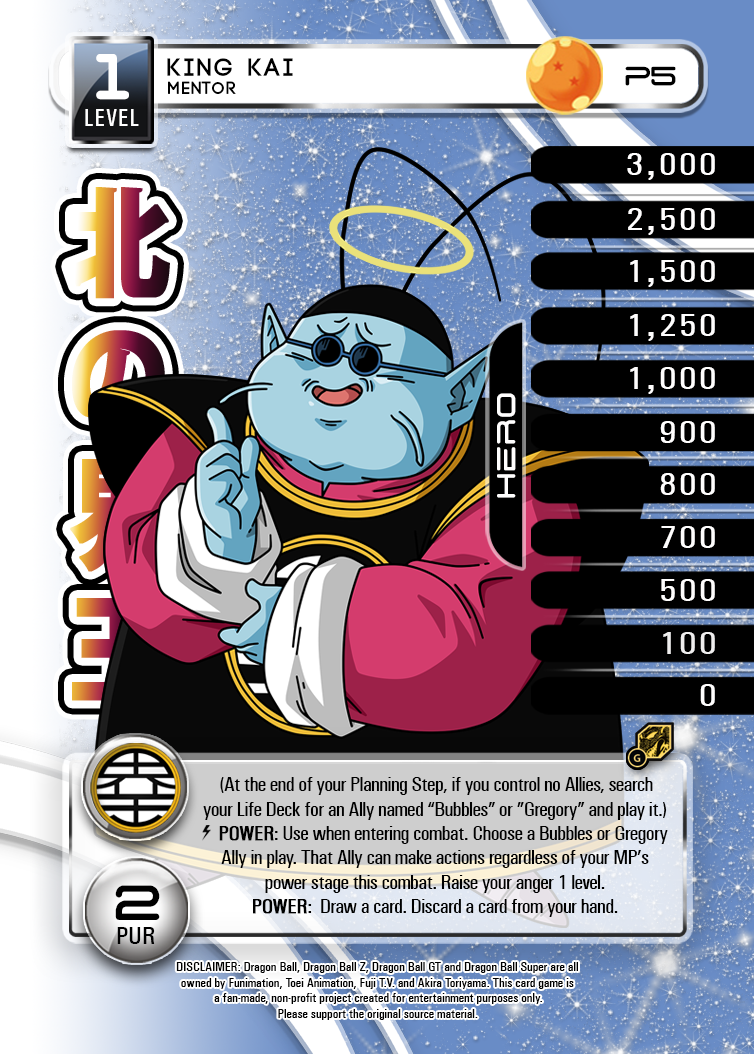 1
LEVEL
KING KAI
MENTOR
P5
北の界王
3,000
2,500
1,500
1,250
1,000
900
800
700
500
100
0
HERO
G
(At the end of your Planning Step, if you control no Allies, search
your Life Deck for an Ally named “Bubbles” or ”Gregory” and play it.)
POWER: Use when entering combat. Choose a Bubbles or Gregory
Ally in play. That Ally can make actions regardless of your MP’s
power stage this combat. Raise your anger 1 level.
POWER: Draw a card. Discard a card from your hand.
2
PUR
DISCLAIMER: Dragon Ball, Dragon Ball Z, Dragon Ball GT and Dragon Ball Super are all
owned by Funimation, Toei Animation, Fuji T.V. and Akira Toriyama. This card game is
a fan-made, non-profit project created for entertainment purposes only.
Please support the original source material.